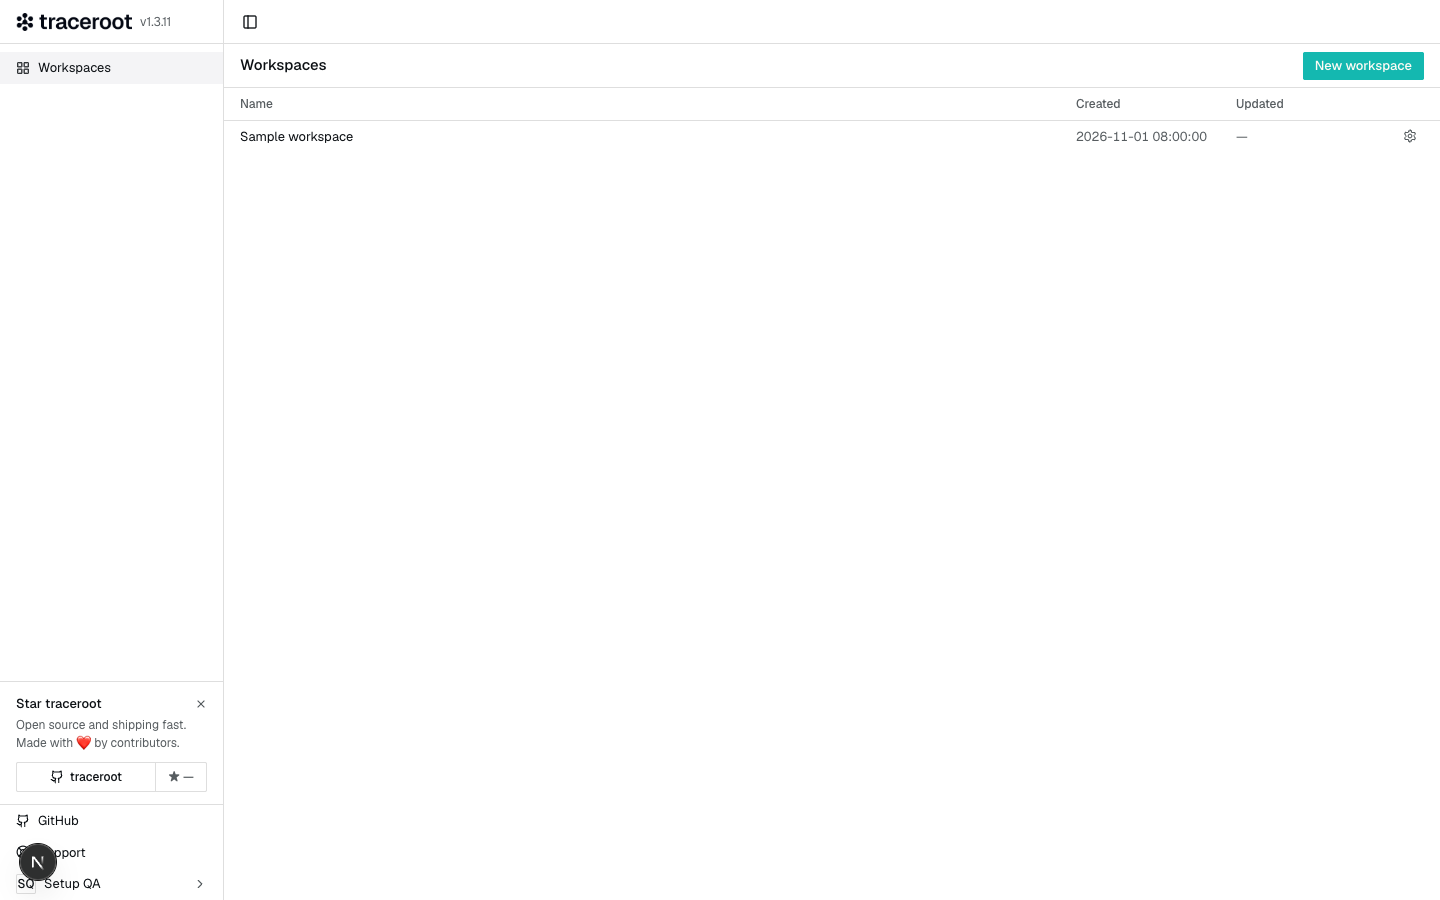 traceroot v1.3.11
Workspaces
Workspaces
New workspace
Name Created Updated
Sample workspace 2026-11-01 08:00:00 —
Star traceroot
Open source and shipping fast.
Made with ❤️ by contributors.
traceroot ★ —
GitHub
pport
N
SQ Setup QA